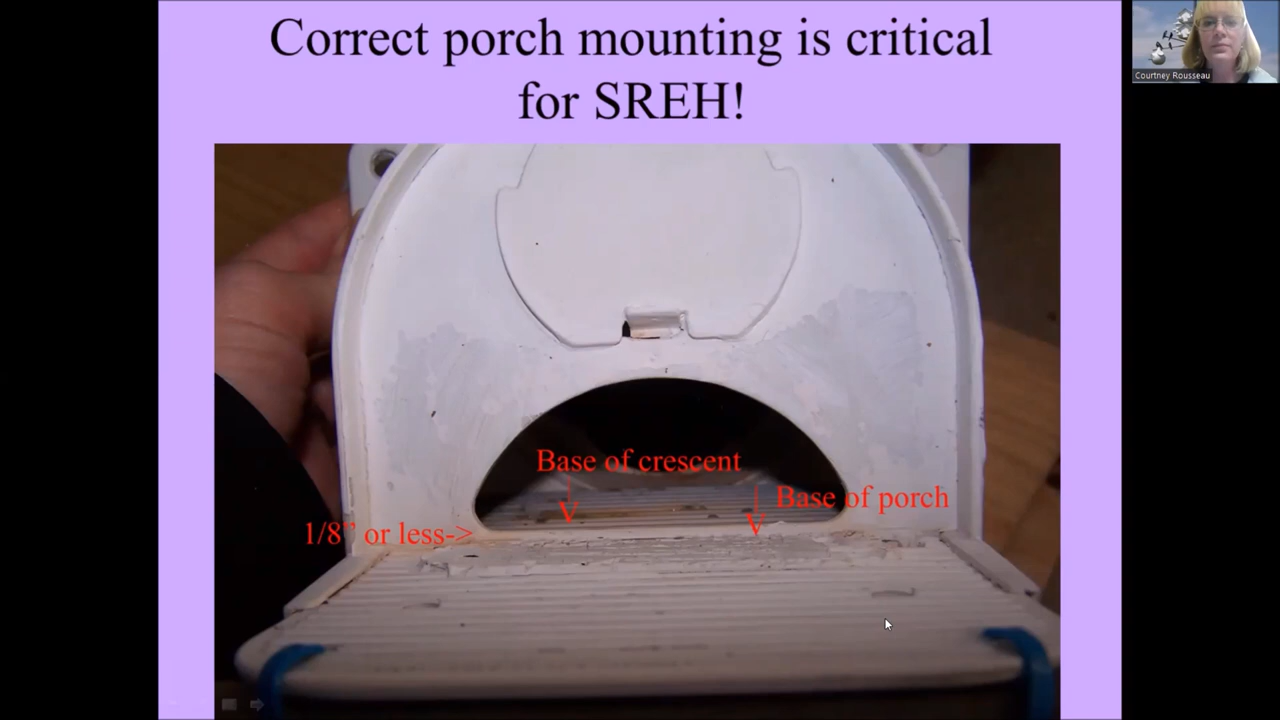 Correct porch mounting is critical
for SREH!
Courtney Rousseau
Base of crescent
Base of porch
1/8” or less->